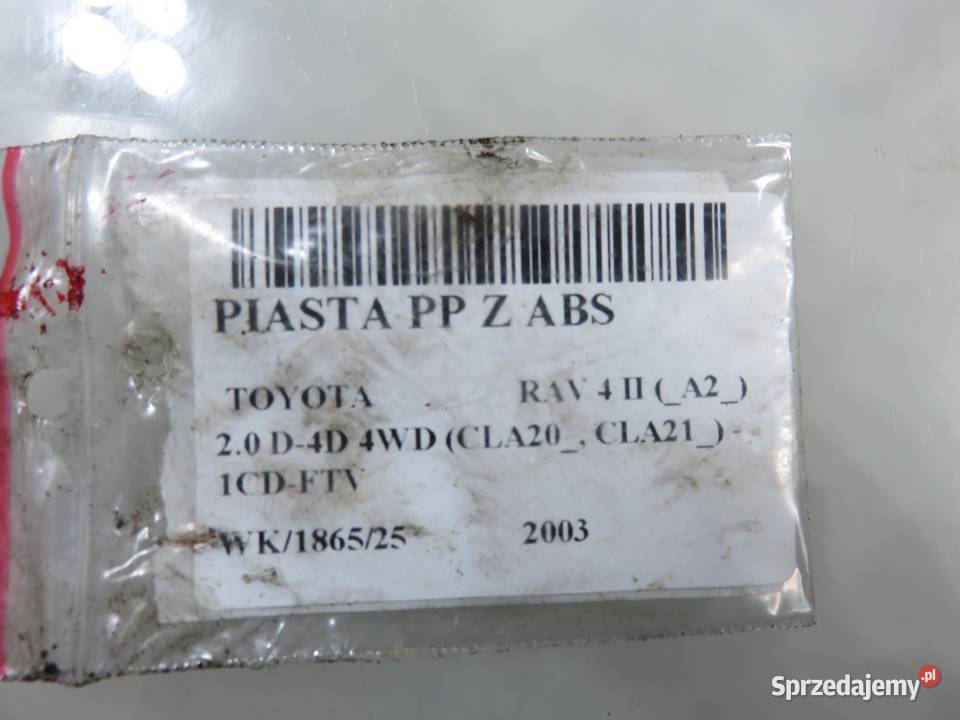 PIASTA PP Z ABS
TOYOTA RAV 4 II (_A2_)
2.0 D-4D 4WD (CLA20_, CLA21_) -
1CD-FTV
WK/1865/25 2003
Sprzedajemy.pl